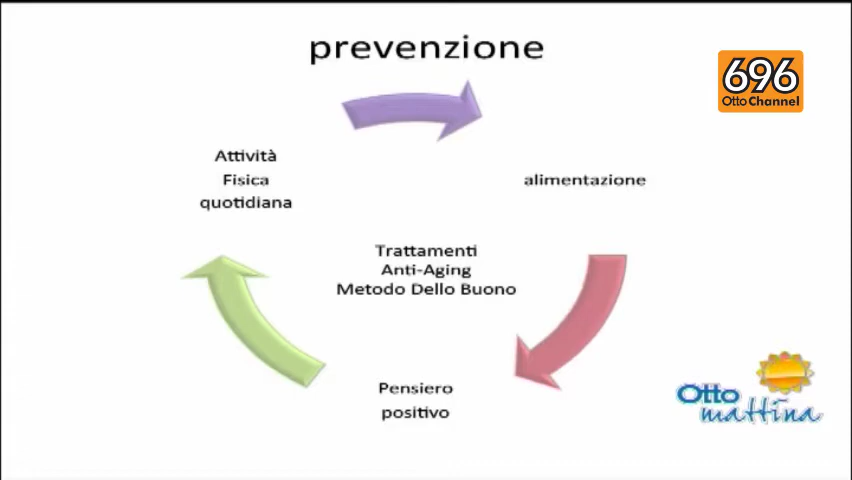 prevenzione
696
Otto Channel
Attività
Fisica
quotidiana
alimentazione
Trattamenti
Anti-Aging
Metodo Dello Buono
Pensiero
positivo
Otto
mattina